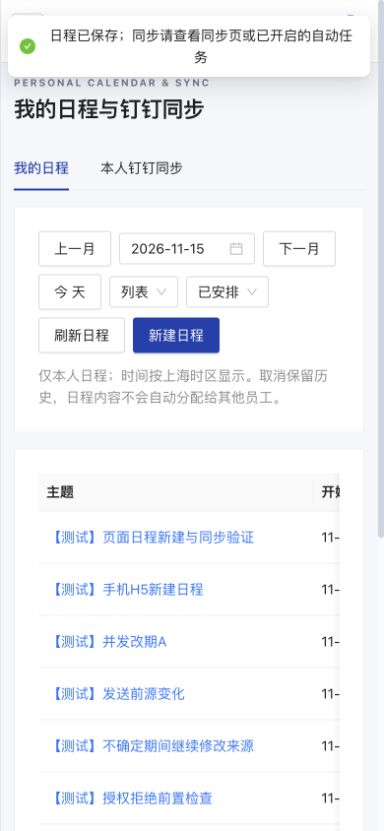 日程已保存；同步请查看同步页或已开启的自动任
务
PERSONAL CALENDAR & SYNC
我的日程与钉钉同步
我的日程
本人钉钉同步
上一月
2026-11-15
下一月
今 天
列表
已安排
刷新日程
新建日程
仅本人日程；时间按上海时区显示。取消保留历
史，日程内容不会自动分配给其他员工。
主题
开
【测试】页面日程新建与同步验证
11-
【测试】手机H5新建日程
11-
【测试】并发改期A
11-
【测试】发送前源变化
11-
【测试】不确定期间继续修改来源
11-
【测试】授权拒绝前置检查
11-